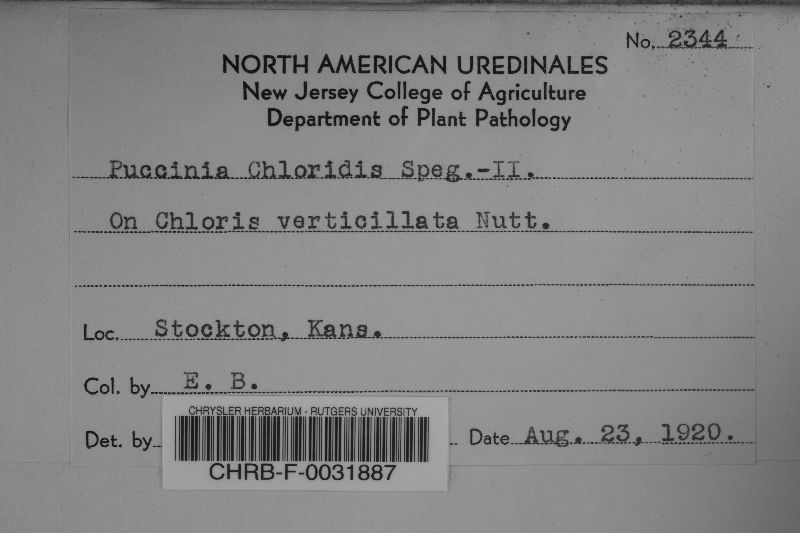 No. 2344
NORTH AMERICAN UREDINALES
New Jersey College of Agriculture
Department of Plant Pathology
Puccinia Chloridis Speg.-II.
On Chloris verticillata Nutt.
Loc. Stockton, Kans.
Col. by E. B.
Det. by
Date Aug. 23, 1920.
CHRYSLER HERBARIUM - RUTGERS UNIVERSITY
CHRB-F-0031887